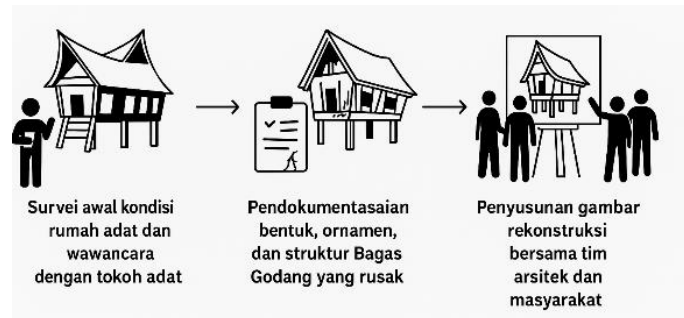 Survei awal kondisi
rumah adat dan
wawancara
dengan tokoh adat
Pendokumentasaian
bentuk, ornamen,
dan struktur Bagas
Godang yang rusak
Penyusunan gambar
rekonstruksi
bersama tim
arsitek dan
masyarakat